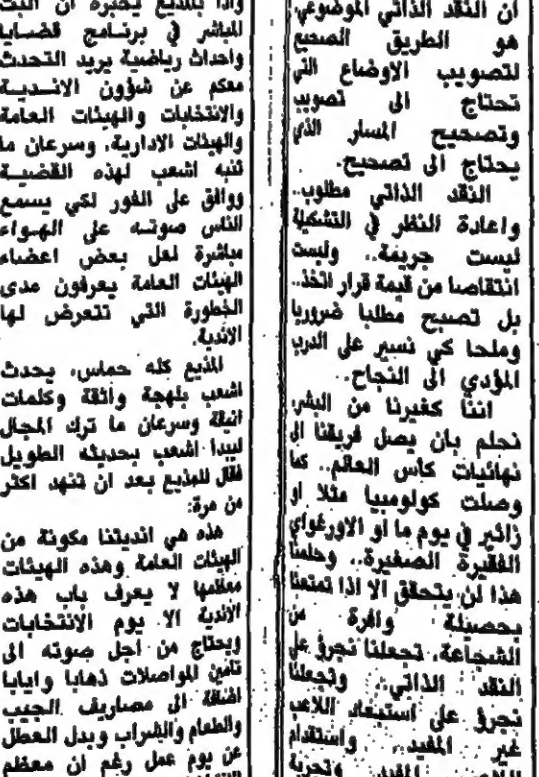 ان النقد الذاتي الموضوعي،
هو الطريق الصحيح
لتصويب الاوضاع التي
تحتاج الى تصويب
وتصحيح المسار الذي
يحتاج الى تصحيح.
النقد الذاتي مطلوب.
واعادة النظر في التشكيلة
ليست جريمة.. وليست
انتقاصا من قيمة قرار اتخذ..
بل تصبح مطلبا ضروريا
وملحا كي نسير على الدرب
المؤدي الى النجاح.
اننا كغيرنا من البشر،
نحلم بان يصل فريقنا الى
نهائيات كأس العالم.. كما
وصلت كولومبيا مثلا او
زائير في يوم ما او الاورغواي
الفقيرة الصغيرة.. وحلمنا
هذا لن يتحقق الا اذا تمتعنا
بحصيلة وافرة من
الشجاعة، تجعلنا نجرؤ على
النقد الذاتي.. وتجعلنا
نجرؤ على استبعاد اللاعب
غير المفيد.. واستقدام
المفيد.. وتجربة
واذا بالمذيع يخبره ان البث
المباشر في برنامج قضايا
واحداث رياضية يريد التحدث
معكم عن شؤون الانديـة
والانتخابات والهيئات العامة
والهيئات الادارية، وسرعان ما
تنبه اشعب لهذه القضية
ووافق على الفور لكي يسمع
الناس صوته على الهواء
مباشرة لعل بعض اعضاء
الهيئات العامة يعرفون مدى
الخطورة التي تتعرض لها
الاندية.
المذيع كله حماس، يحدث
اشعب بلهجة واثقة وكلمات
انيقة وسرعان ما ترك المجال
ليبدا اشعب بحديثه الطويل
فقال للمذيع بعد ان تنهد اكثر
من مرة:
هذه هي انديتنا مكونة من
الهيئات العامة وهذه الهيئات
معظمها لا يعرف باب هذه
الاندية الا يوم الانتخابات
ويحتاج من اجل صوته الى
تامين المواصلات ذهابا وايابا
اضافة الى مصاريف الجيب
والطعام والشراب وبدل العطل
عن يوم عمل رغم ان معظم